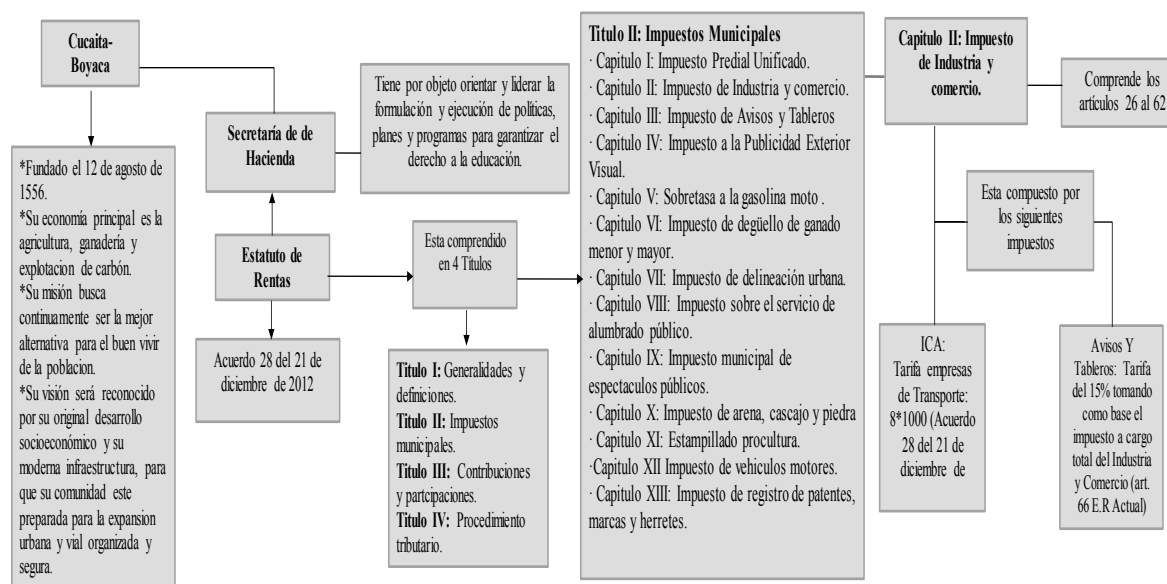 Cucaita-
Boyaca
*Fundado el 12 de agosto de
1556.
*Su economía principal es la
agricultura, ganadería y
explotacion de carbón.
*Su misión busca
continuamente ser la mejor
alternativa para el buen vivir
de la poblacion.
*Su visión será reconocido
por su original desarrollo
socioeconómico y su
moderna infraestructura, para
que su comunidad este
preparada para la expansion
urbana y vial organizada y
segura.
Secretaría de de
Hacienda
Tiene por objeto orientar y liderar la
formulación y ejecución de políticas,
planes y programas para garantizar el
derecho a la educación.
Estatuto de
Rentas
Acuerdo 28 del 21 de
diciembre de 2012
Esta comprendido
en 4 Títulos
Titulo I: Generalidades y
definiciones.
Titulo II: Impuestos
municipales.
Titulo III: Contribuciones
y partcipaciones.
Titulo IV: Procedimiento
tributario.
Titulo II: Impuestos Municipales
· Capitulo I: Impuesto Predial Unificado.
· Capitulo II: Impuesto de Industria y comercio.
· Capitulo III: Impuesto de Avisos y Tableros
· Capitulo IV: Impuesto a la Publicidad Exterior
Visual.
· Capitulo V: Sobretasa a la gasolina moto .
· Capitulo VI: Impuesto de degüello de ganado
menor y mayor.
· Capitulo VII: Impuesto de delineación urbana.
· Capitulo VIII: Impuesto sobre el servicio de
alumbrado público.
· Capitulo IX: Impuesto municipal de
espectaculos públicos.
· Capitulo X: Impuesto de arena, cascajo y piedra
· Capitulo XI: Estampillado procultura.
·Capitulo XII Impuesto de vehiculos motores.
· Capitulo XIII: Impuesto de registro de patentes,
marcas y herretes.
Capitulo II: Impuesto
de Industria y
comercio.
Comprende los
artículos 26 al 62
Esta compuesto por
los siguientes
impuestos
ICA:
Tarifa empresas
de Transporte:
8*1000 (Acuerdo
28 del 21 de
diciembre de
Avisos Y
Tableros: Tarifa
del 15% tomando
como base el
impuesto a cargo
total del Industria
y Comercio (art.
66 E.R Actual)